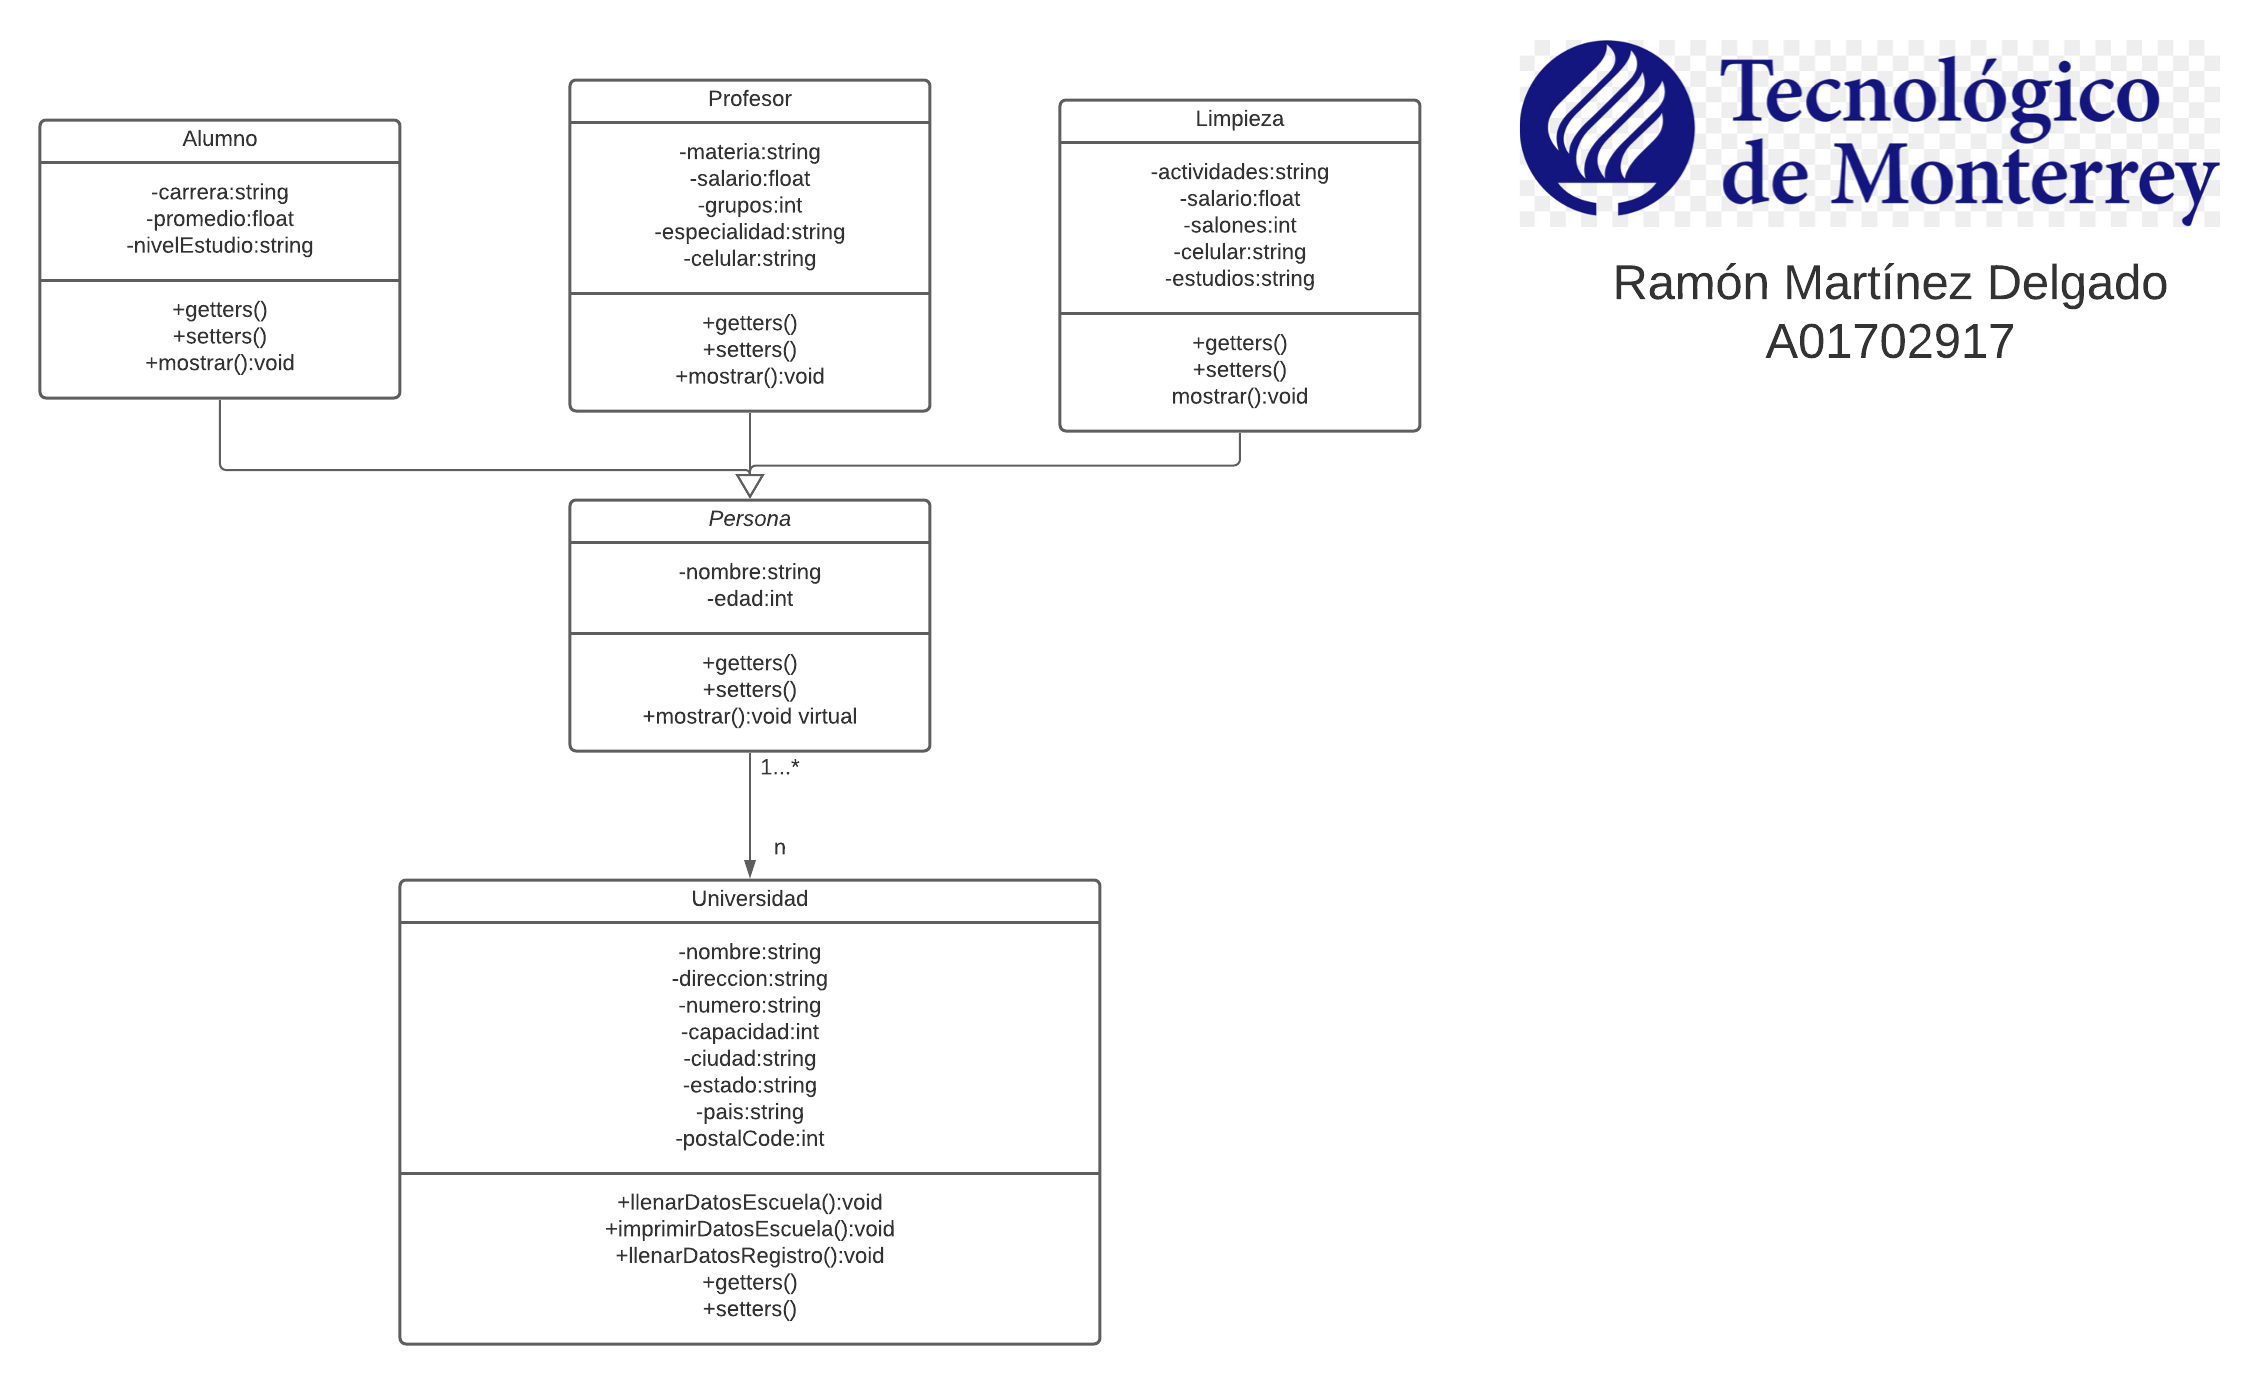 Alumno
-carrera:string
-promedio:float
-nivelEstudio:string
+getters()
+setters()
+mostrar():void
Profesor
-materia:string
-salario:float
-grupos:int
-especialidad:string
-celular:string
+getters()
+setters()
+mostrar():void
Limpieza
-actividades:string
-salario:float
-salones:int
-celular:string
-estudios:string
+getters()
+setters()
mostrar():void
Tecnológico
de Monterrey
Ramón Martínez Delgado
A01702917
Persona
-nombre:string
-edad:int
+getters()
+setters()
+mostrar():void virtual
1...*
n
Universidad
-nombre:string
-direccion:string
-numero:string
-capacidad:int
-ciudad:string
-estado:string
-pais:string
-postalCode:int
+llenarDatosEscuela():void
+imprimirDatosEscuela():void
+llenarDatosRegistro():void
+getters()
+setters()